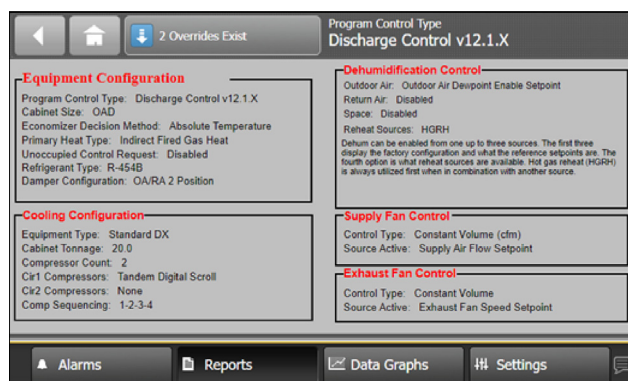 2 Overrides Exist
Program Control Type
Discharge Control v12.1.X
Equipment Configuration
Program Control Type: Discharge Control v12.1.X
Cabinet Size: OAD
Economizer Decision Method: Absolute Temperature
Primary Heat Type: Indirect Fired Gas Heat
Unoccupied Control Request: Disabled
Refrigerant Type: R-454B
Damper Configuration: OA/RA 2 Position
Cooling Configuration
Equipment Type: Standard DX
Cabinet Tonnage: 20.0
Compressor Count: 2
Cir1 Compressors: Tandem Digital Scroll
Cir2 Compressors: None
Comp Sequencing: 1-2-3-4
Dehumidification Control
Outdoor Air: Outdoor Air Dewpoint Enable Setpoint
Return Air: Disabled
Space: Disabled
Reheat Sources: HGRH
Dehum can be enabled from one up to three sources. The first three
display the factory configuration and what the reference setpoints are. The
fourth option is what reheat sources are available. Hot gas reheat (HGRH)
is always utilized first when in combination with another source.
Supply Fan Control
Control Type: Constant Volume (cfm)
Source Active: Supply Air Flow Setpoint
Exhaust Fan Control
Control Type: Constant Volume
Source Active: Exhaust Fan Speed Setpoint
Alarms
Reports
Data Graphs
Settings